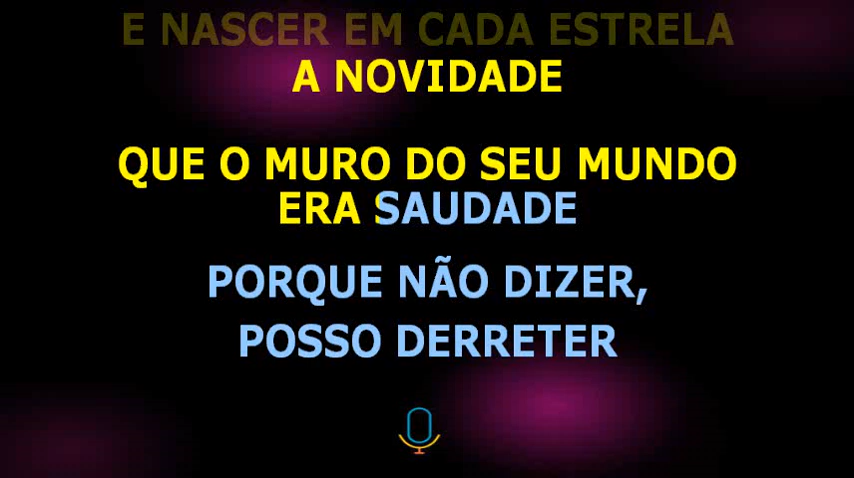 E NASCER EM CADA ESTRELA
A NOVIDADE
QUE O MURO DO SEU MUNDO
ERA SAUDADE
PORQUE NÃO DIZER,
POSSO DERRETER